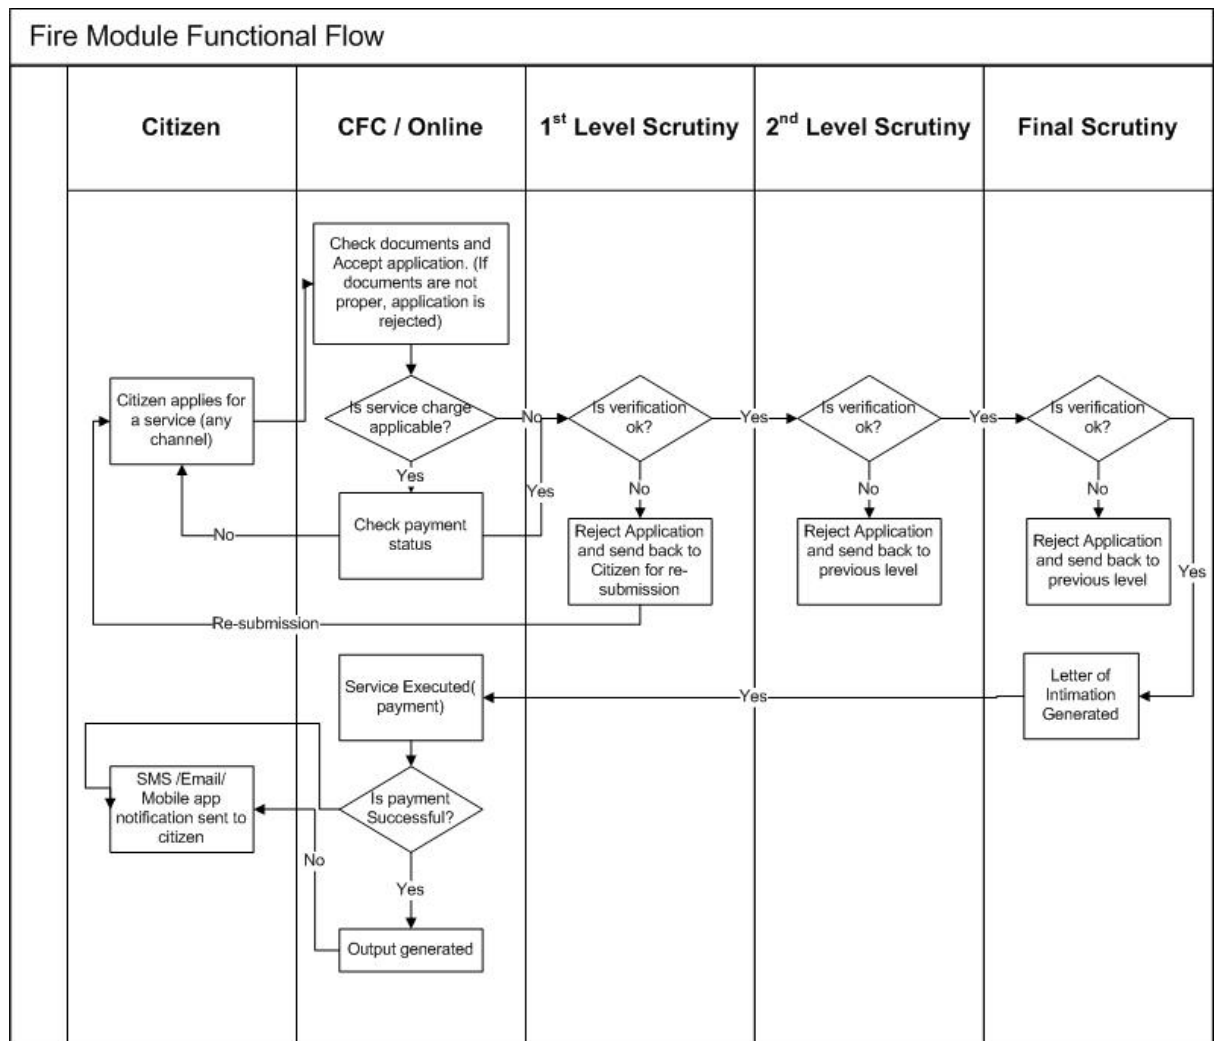 Fire Module Functional Flow
Citizen
CFC / Online
1st Level Scrutiny
2nd Level Scrutiny
Final Scrutiny
Check documents and
Accept application. (If
documents are not
proper, application is
rejected)
Citizen applies for
a service (any
channel)
Is service charge
applicable?
No
Is verification
ok?
Yes
Is verification
ok?
Yes
Is verification
ok?
Yes
Yes
No
No
No
Check payment
status
No
Reject Application
and send back to
Citizen for re-
submission
Reject Application
and send back to
previous level
Reject Application
and send back to
previous level
Yes
Re-submission
Service Executed(
payment)
Yes
Letter of
Intimation
Generated
SMS /Email/
Mobile app
notification sent to
citizen
Is payment
Successful?
No
Yes
Output generated